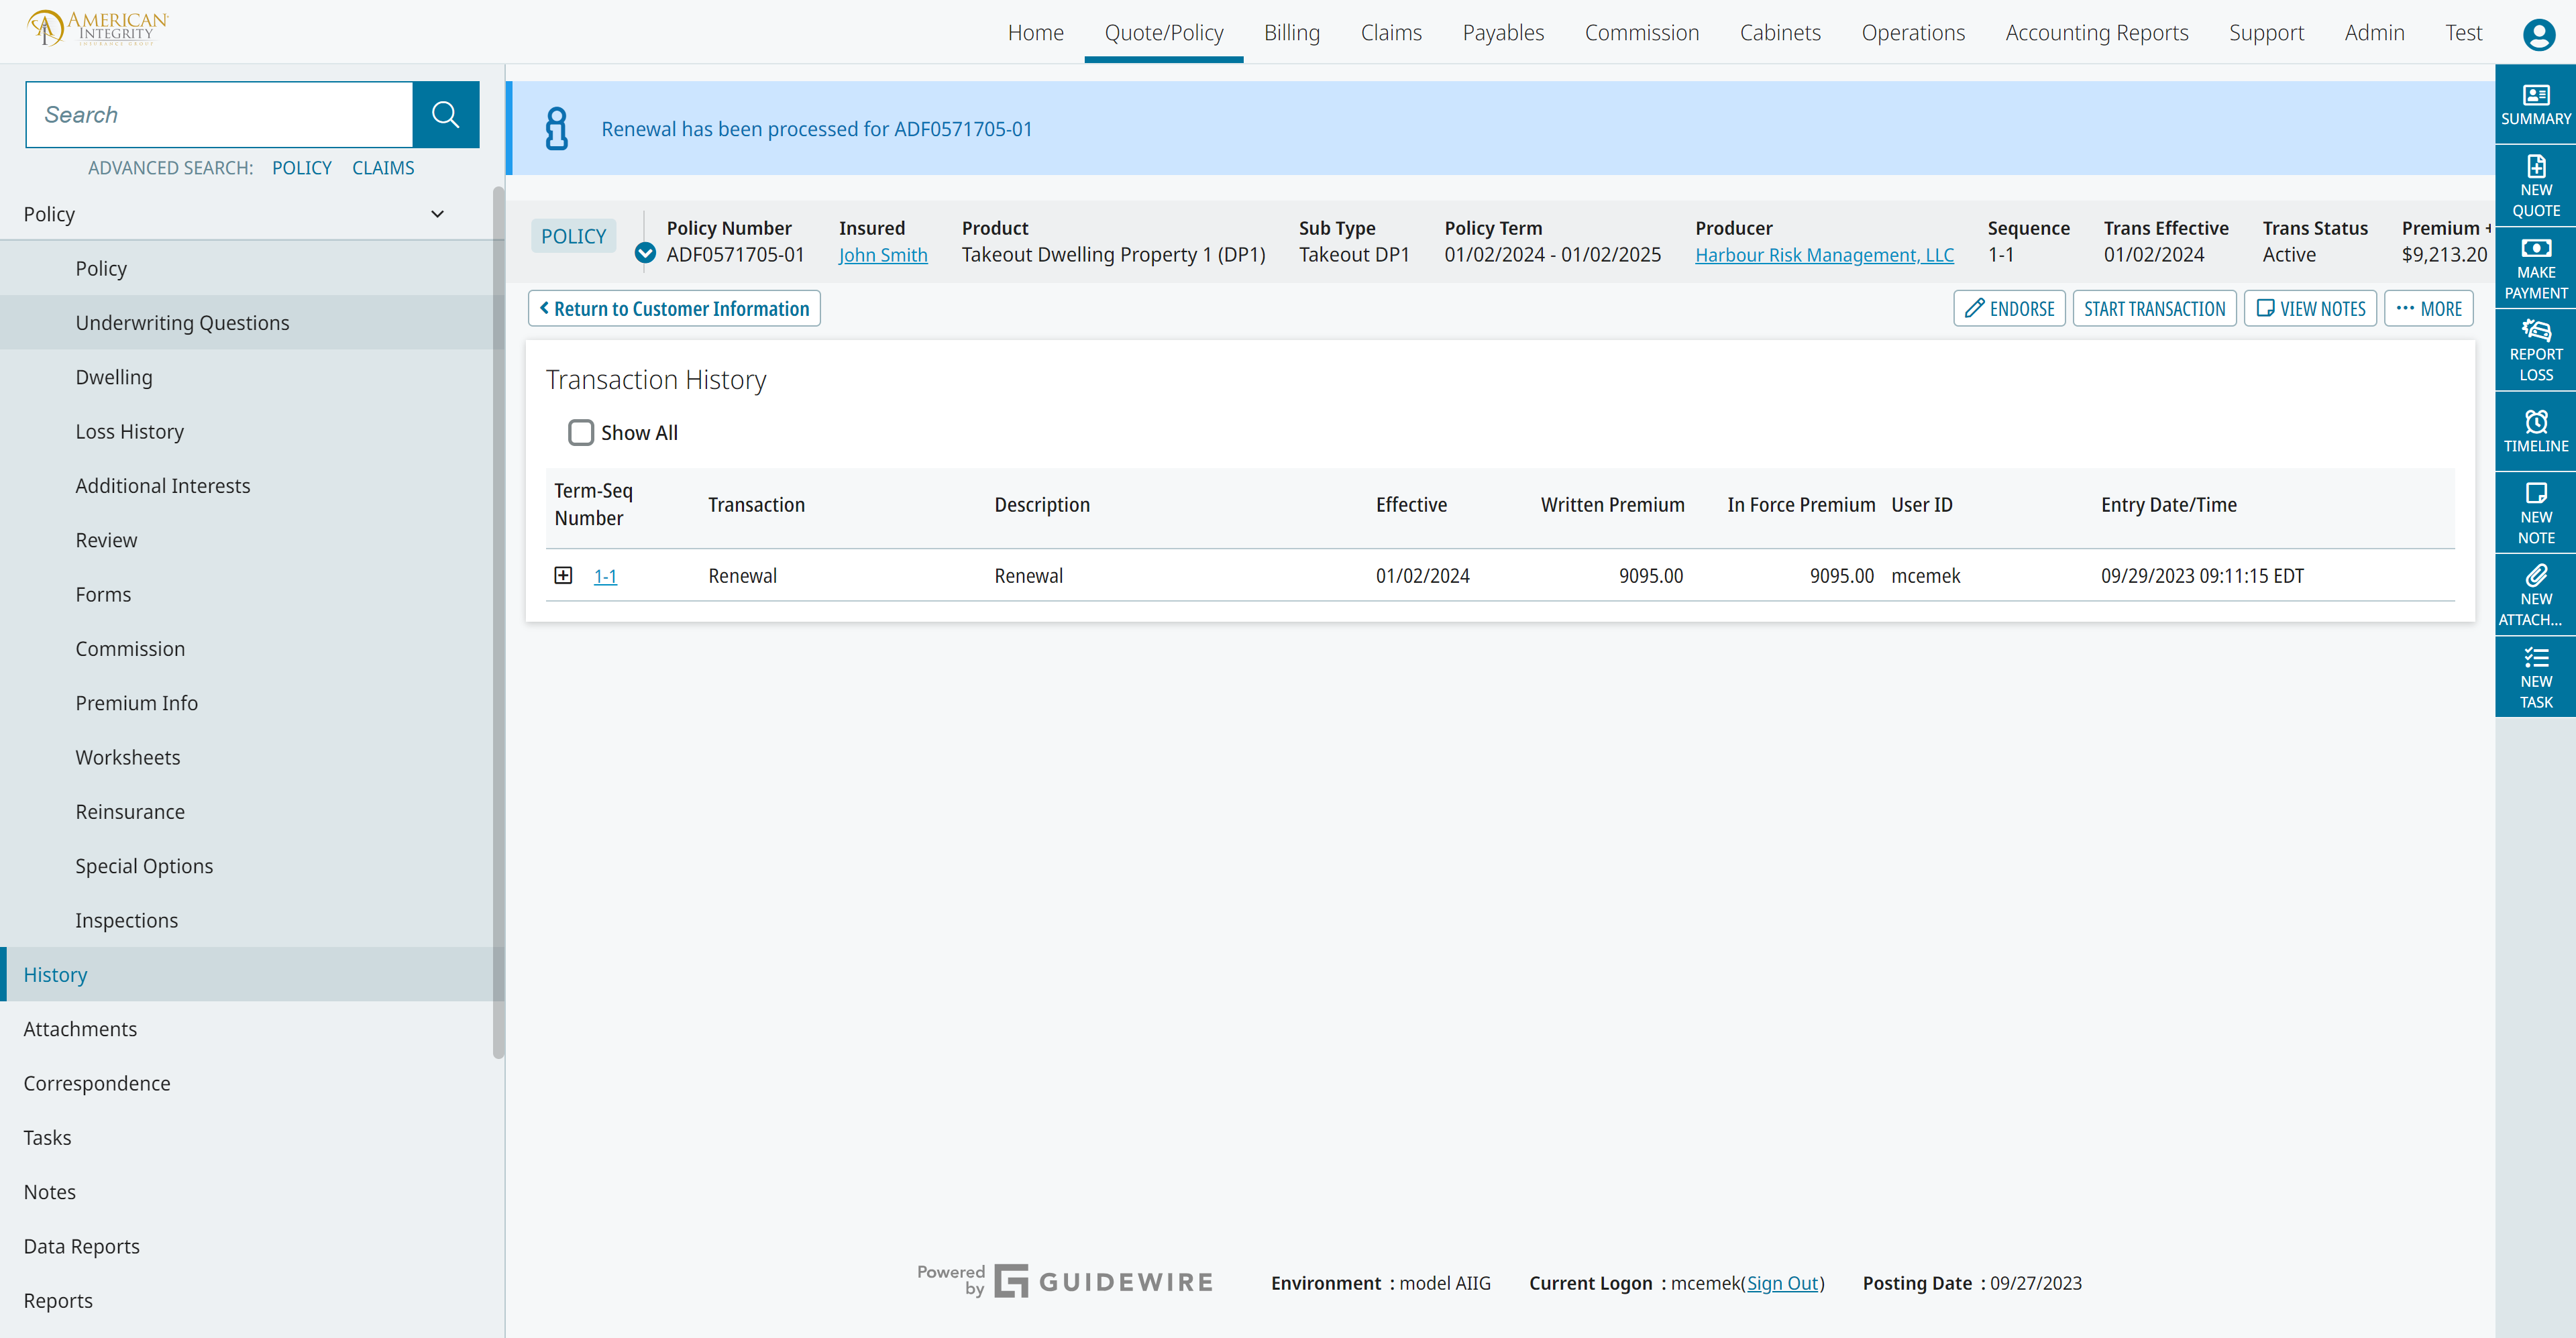 AMERICAN
INTEGRITY
INSURANCE GROUP
Home Quote/Policy Billing Claims Payables Commission Cabinets Operations Accounting Reports Support Admin Test
Search
ADVANCED SEARCH: POLICY CLAIMS
Policy
Policy
Underwriting Questions
Dwelling
Loss History
Additional Interests
Review
Forms
Commission
Premium Info
Worksheets
Reinsurance
Special Options
Inspections
History
Attachments
Correspondence
Tasks
Notes
Data Reports
Reports
Renewal has been processed for ADF0571705-01
POLICY
Policy Number Insured Product Sub Type Policy Term Producer Sequence Trans Effective Trans Status Premium +
ADF0571705-01 John Smith Takeout Dwelling Property 1 (DP1) Takeout DP1 01/02/2024 - 01/02/2025 Harbour Risk Management, LLC 1-1 01/02/2024 Active $9,213.20
Return to Customer Information
ENDORSE START TRANSACTION VIEW NOTES ••• MORE
Transaction History
Show All
Term-Seq
Number Transaction Description Effective Written Premium In Force Premium User ID Entry Date/Time
1-1 Renewal Renewal 01/02/2024 9095.00 9095.00 mcemek 09/29/2023 09:11:15 EDT
SUMMARY
NEW
QUOTE
MAKE
PAYMENT
REPORT
LOSS
TIMELINE
NEW
NOTE
NEW
ATTACH...
NEW
TASK
Powered
by GUIDEWIRE
Environment : model AIIG Current Logon : mcemek(Sign Out) Posting Date : 09/27/2023